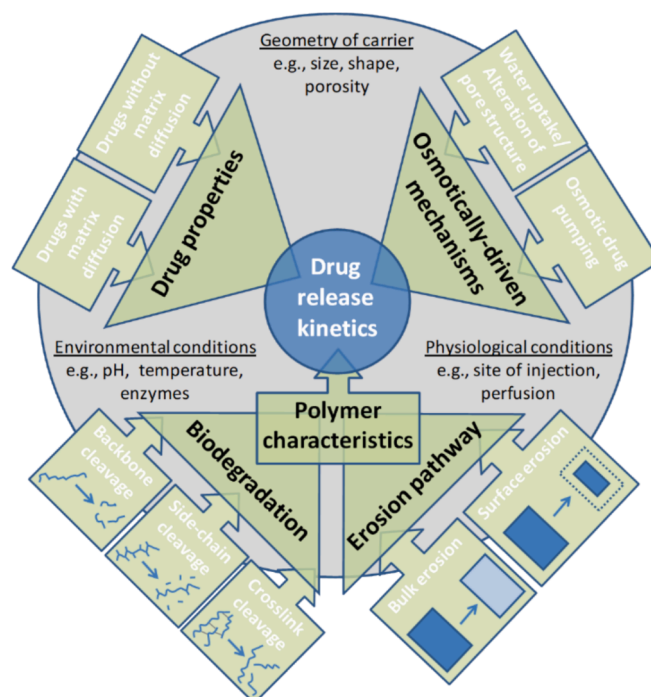 Geometry of carrier
e.g., size, shape,
porosity
Drugs without
matrix
diffusion
Drugs with
matrix
diffusion
Drug properties
Water uptake/
Alteration of
pore structure
Osmotic drug
pumping
Osmotically-driven
mechanisms
Drug
release
kinetics
Environmental conditions
e.g., pH, temperature,
enzymes
Physiological conditions
e.g., site of injection,
perfusion
Polymer
characteristics
Biodegradation
Erosion pathway
Backbone
cleavage
Side-chain
cleavage
Crosslink
cleavage
Surface erosion
Bulk erosion